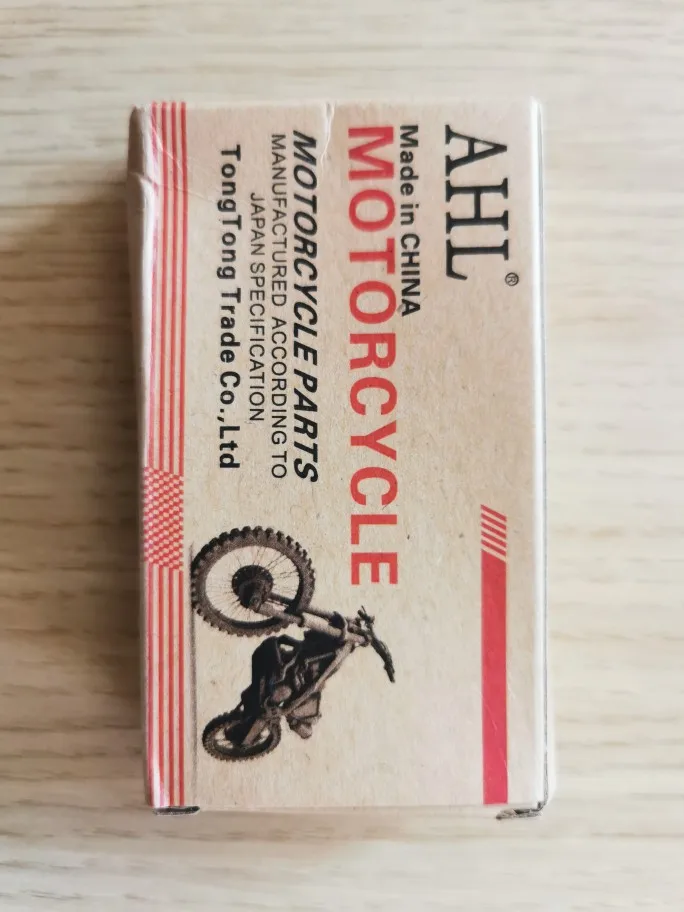 AHL®
Made in CHINA
MOTORCYCLE
MOTORCYCLE PARTS
MANUFACTURED ACCORDING TO
JAPAN SPECIFICATION
TongTong Trade Co.,Ltd